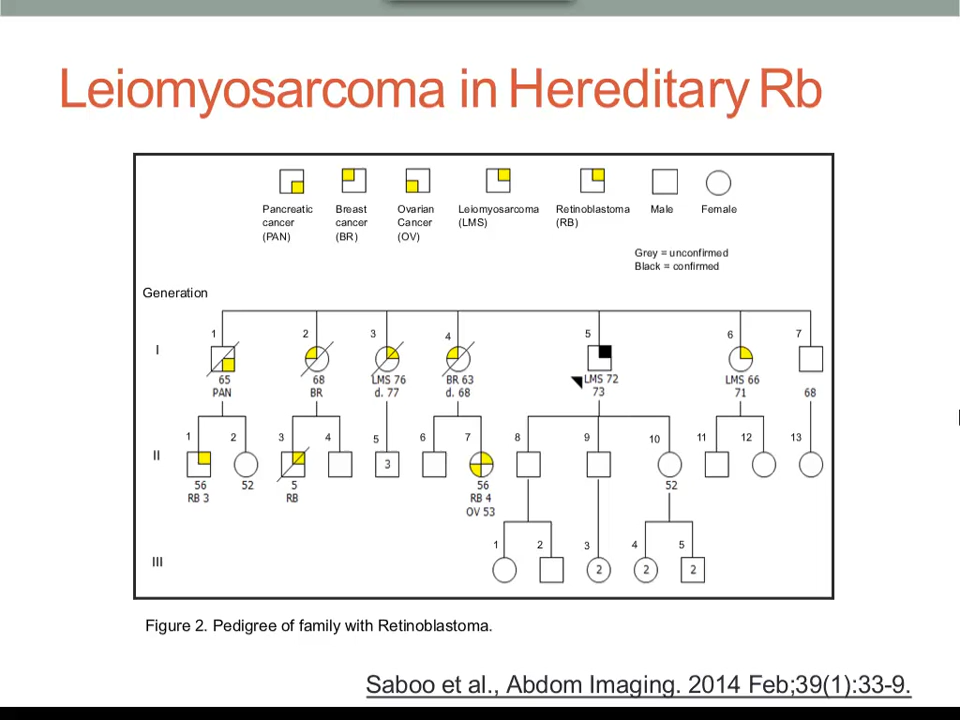 Leiomyosarcoma in Hereditary Rb
Pancreatic cancer (PAN)
Breast cancer (BR)
Ovarian Cancer (OV)
Leiomyosarcoma (LMS)
Retinoblastoma (RB)
Male
Female
Grey = unconfirmed
Black = confirmed
Generation
I
1 2 3 4 5 6 7
65 PAN
68 BR
LMS 76 d. 77
BR 63 d. 68
LMS 72 73
LMS 66 71
68
II
1 2 3 4 5 6 7 8 9 10 11 12 13
3
56 RB 3
52
5 RB
56 RB 4 OV 53
52
III
1 2 3 4 5
2 2 2
Figure 2. Pedigree of family with Retinoblastoma.
Saboo et al., Abdom Imaging. 2014 Feb;39(1):33-9.